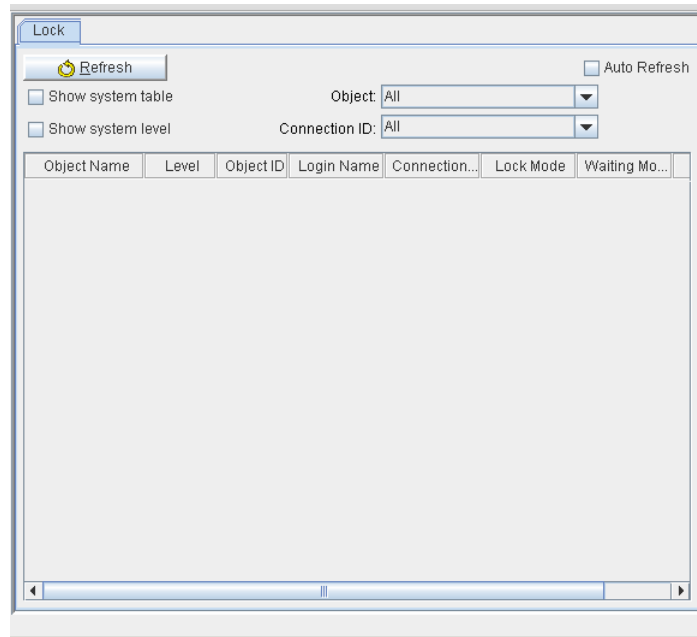 Lock
Refresh Auto Refresh
Show system table Object: All
Show system level Connection ID: All
Object Name Level Object ID Login Name Connection... Lock Mode Waiting Mo...